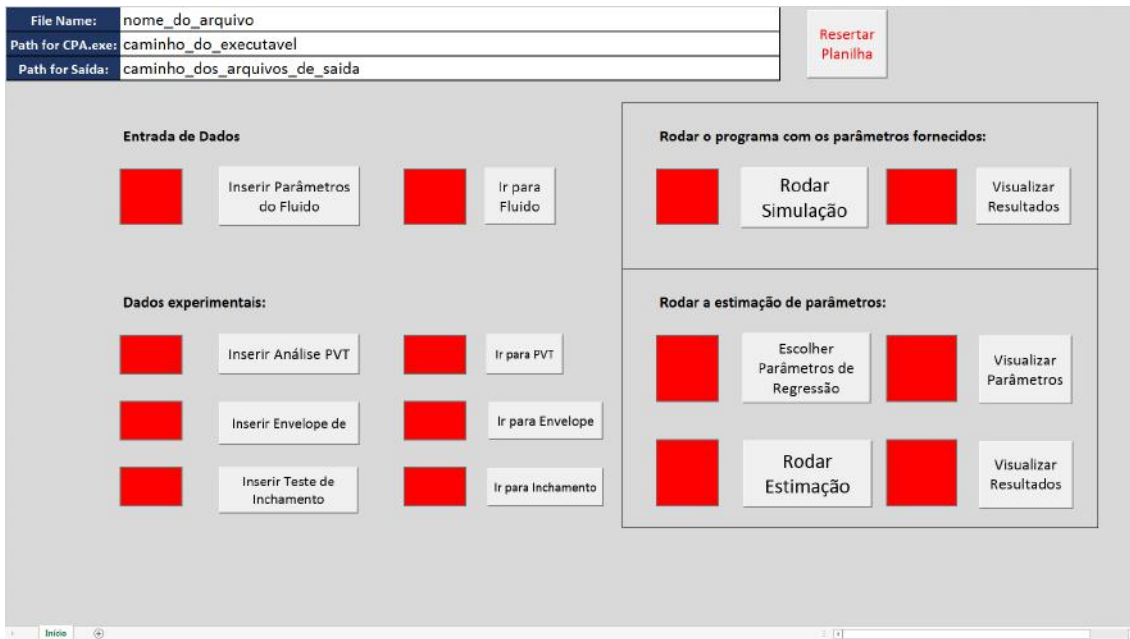 File Name: nome_do_arquivo
Path for CPA.exe: caminho_do_executavel
Path for Saída: caminho_dos_arquivos_de_saida
Resertar
Planilha
Entrada de Dados
Inserir Parâmetros
do Fluido
Ir para
Fluido
Dados experimentais:
Inserir Análise PVT
Ir para PVT
Inserir Envelope de
Ir para Envelope
Inserir Teste de
Inchamento
Ir para Inchamento
Rodar o programa com os parâmetros fornecidos:
Rodar
Simulação
Visualizar
Resultados
Rodar a estimação de parâmetros:
Escolher
Parâmetros de
Regressão
Visualizar
Parâmetros
Rodar
Estimação
Visualizar
Resultados
Início